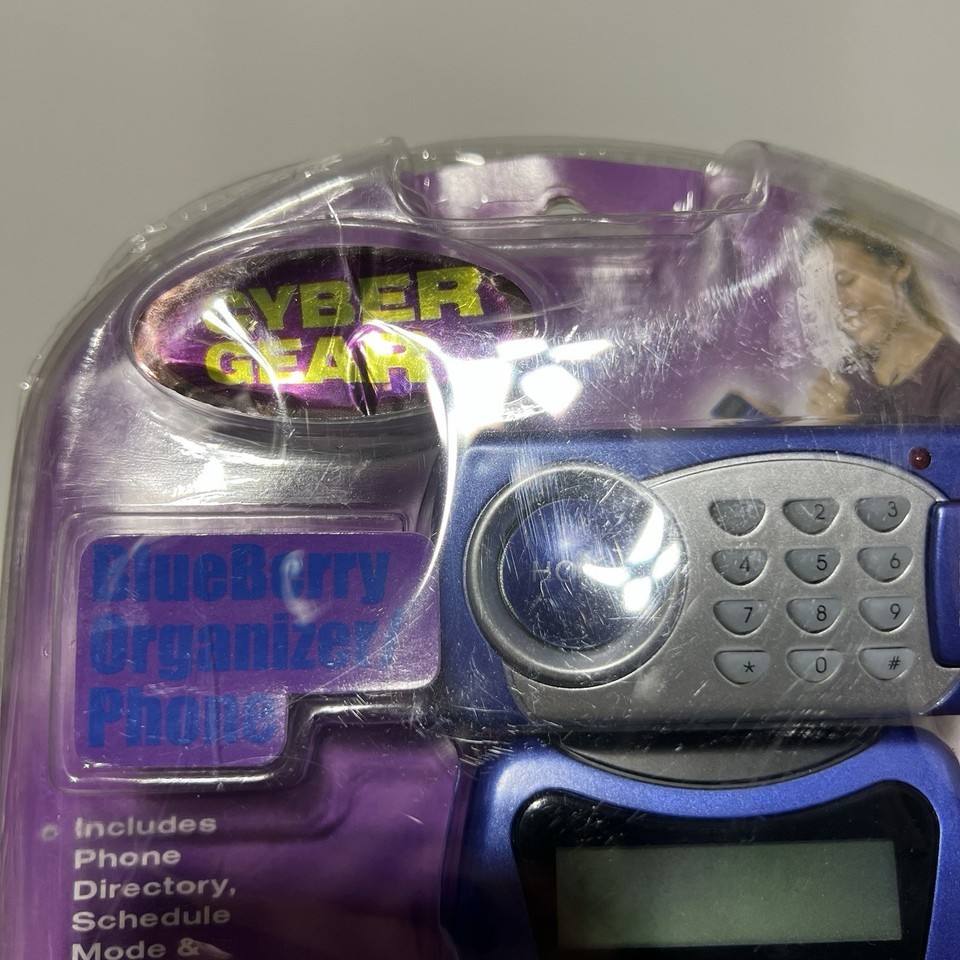 CYBER
GEAR
BlueBerry
Organizer/
Phone
Includes
Phone
Directory,
Schedule
Mode &
2 3
4 5 6
7 8 9
* 0 #